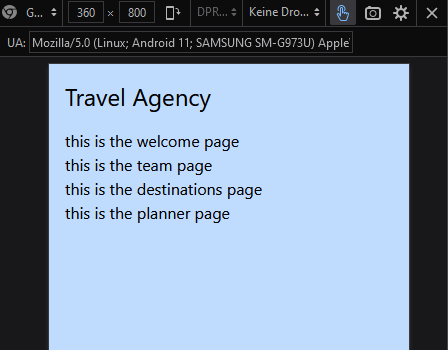 G...
360 × 800
DPR...
Keine Dro...
UA: Mozilla/5.0 (Linux; Android 11; SAMSUNG SM-G973U) Apple
Travel Agency
this is the welcome page
this is the team page
this is the destinations page
this is the planner page